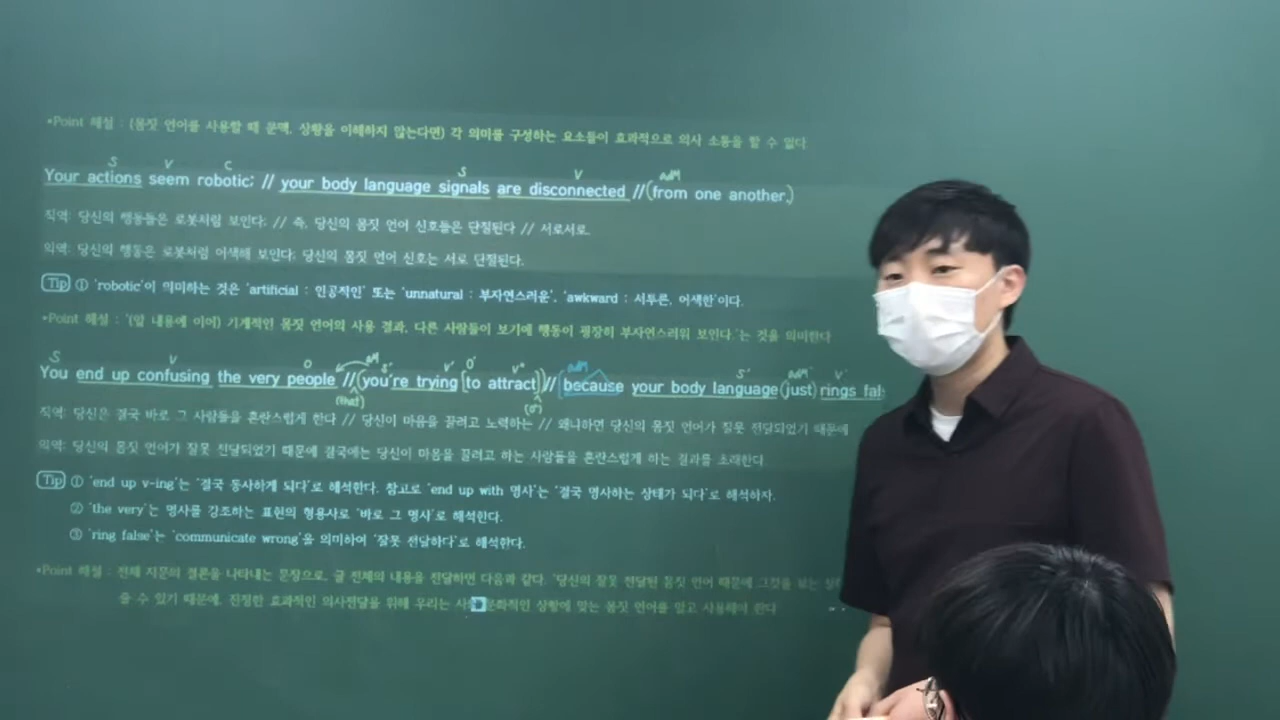 •Point 해설 : (몸짓 언어를 사용할 때 문맥, 상황을 이해하지 않는다면) 각 의미를 구성하는 요소들이 효과적으로 의사 소통을 할 수 없다
S V C S V adM
Your actions seem robotic; // your body language signals are disconnected //(from one another.)
직역: 당신의 행동들은 로봇처럼 보인다; // 즉, 당신의 몸짓 언어 신호들은 단절된다 // 서로서로.
의역: 당신의 행동은 로봇처럼 어색해 보인다; 당신의 몸짓 언어 신호는 서로 단절된다.
Tip ① 'robotic'이 의미하는 것은 'artificial : 인공적인' 또는 'unnatural : 부자연스러운', 'awkward : 서투른, 어색한'이다.
•Point 해설 : '(앞 내용에 이어) 기계적인 몸짓 언어의 사용 결과, 다른 사람들이 보기에 행동이 굉장히 부자연스러워 보인다.'는 것을 의미한다
S V O aM S' V' O' V" adM S' adM' V'
You end up confusing the very people //(you're trying [to attract])// [because your body language (just) rings fal
(that) (O")
직역: 당신은 결국 바로 그 사람들을 혼란스럽게 한다 // 당신이 마음을 끌려고 노력하는 // 왜냐하면 당신의 몸짓 언어가 잘못 전달되었기 때문에
의역: 당신의 몸짓 언어가 잘못 전달되었기 때문에 결국에는 당신이 마음을 끌려고 하는 사람들을 혼란스럽게 하는 결과를 초래한다
Tip ① 'end up v-ing'는 '결국 동사하게 되다'로 해석한다. 참고로 'end up with 명사'는 '결국 명사하는 상태가 되다'로 해석하자.
② 'the very'는 명사를 강조하는 표현의 형용사로 '바로 그 명사'로 해석한다.
③ 'ring false'는 'communicate wrong'을 의미하여 '잘못 전달하다'로 해석한다.
•Point 해설 : 전체 지문의 결론을 나타내는 문장으로, 글 전체의 내용을 전달하면 다음과 같다. '당신의 잘못 전달된 몸짓 언어 때문에 그것을 보는
줄 수 있기 때문에, 진정한 효과적인 의사전달을 위해 우리는 문화적인 상황에 맞는 몸짓 언어를 알고 사용해야 한다